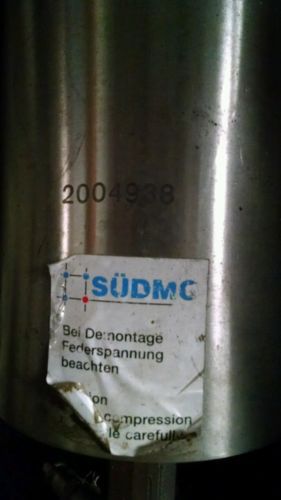 2004938
SÜDMO
Bei Demontage
Federspannung
beachten
compression
carefully